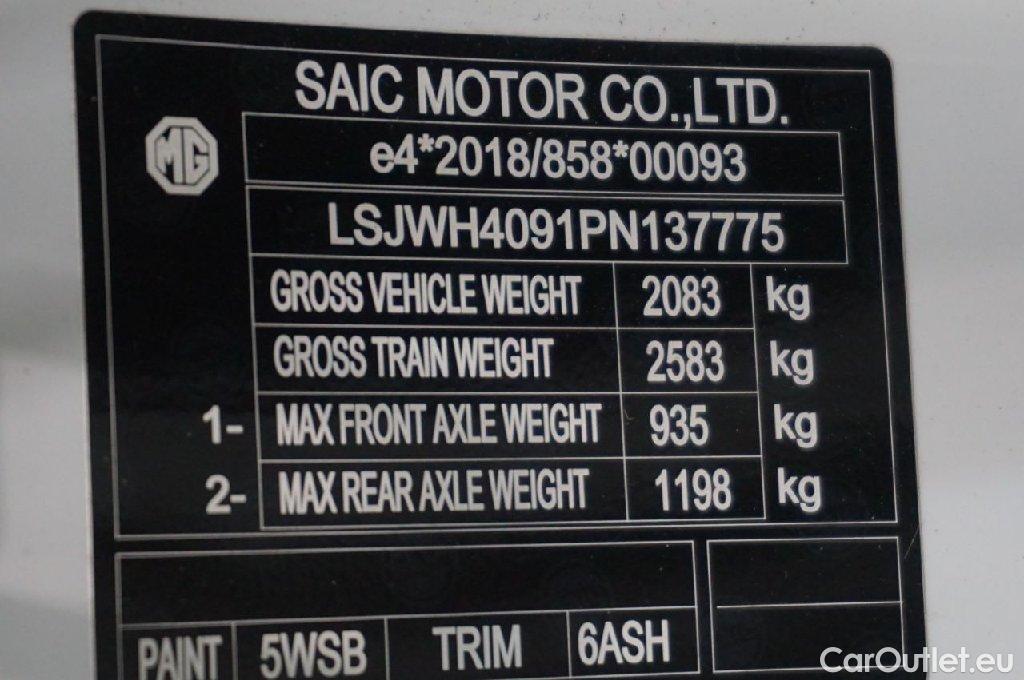 SAIC MOTOR CO.,LTD.
MG
e4*2018/858*00093
LSJWH4091PN137775
GROSS VEHICLE WEIGHT 2083 kg
GROSS TRAIN WEIGHT 2583 kg
1- MAX FRONT AXLE WEIGHT 935 kg
2- MAX REAR AXLE WEIGHT 1198 kg
PAINT 5WSB TRIM 6ASH
CarOutlet.eu